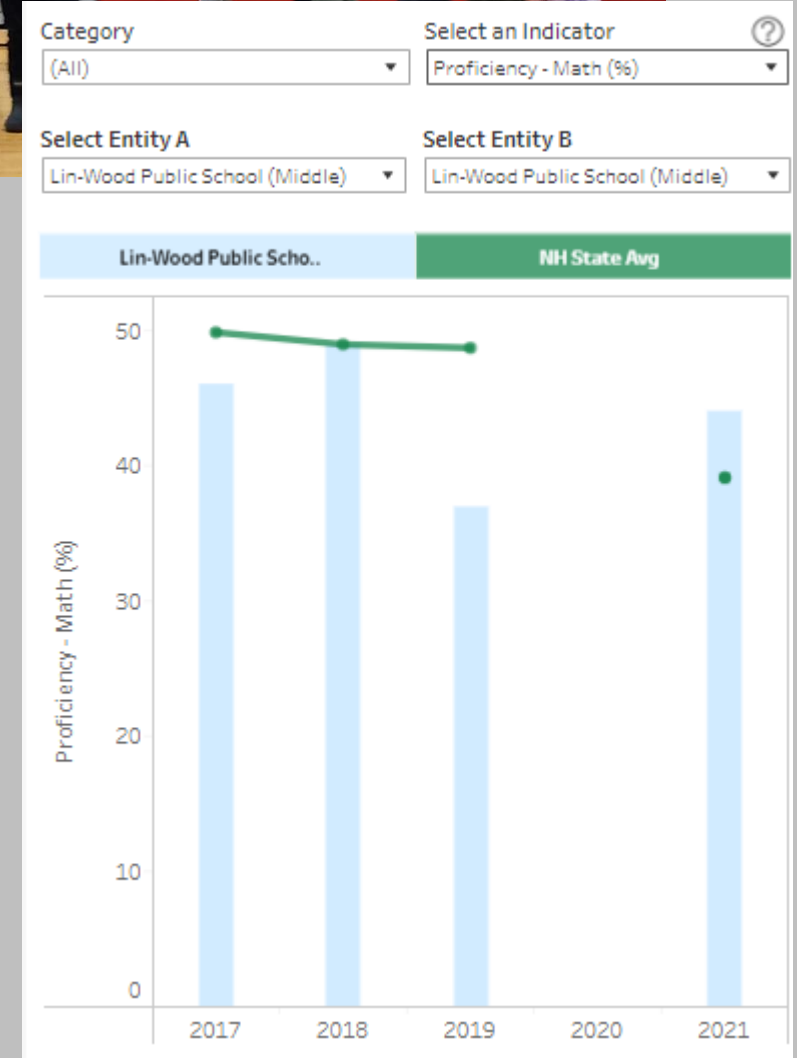 Category
Select an Indicator
?
(All)
Proficiency - Math (%)
Select Entity A
Select Entity B
Lin-Wood Public School (Middle)
Lin-Wood Public School (Middle)
Lin-Wood Public Scho..
NH State Avg
Proficiency - Math (%)
50
40
30
20
10
0
2017
2018
2019
2020
2021